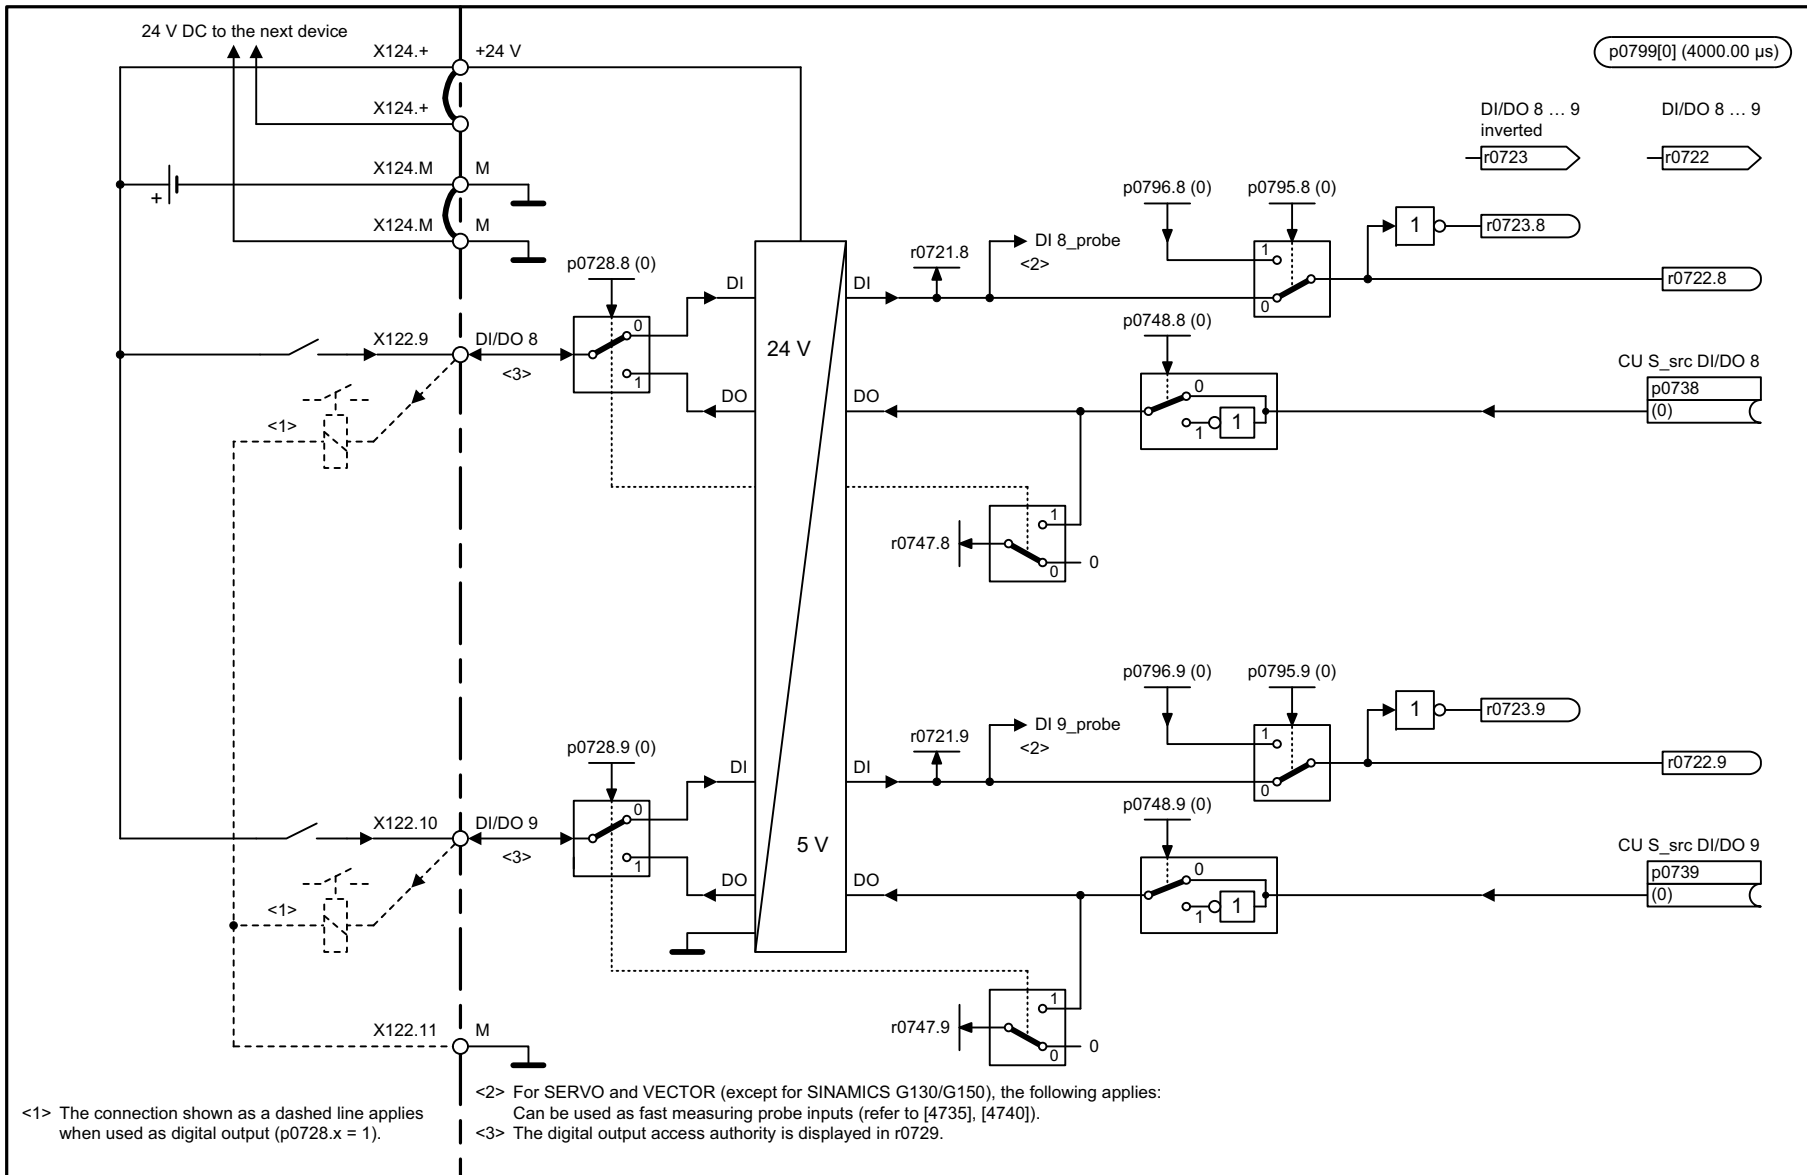 24 V DC to the next device
X124.+
+24 V
p0799[0] (4000.00 µs)
X124.+
DI/DO 8 … 9
inverted
DI/DO 8 … 9
r0723
r0722
X124.M
M
+
X124.M
M
p0796.8 (0)
p0795.8 (0)
1
r0723.8
p0728.8 (0)
DI
DI
r0721.8
DI 8_probe
<2>
1
0
r0722.8
X122.9
DI/DO 8
<3>
0
1
24 V
p0748.8 (0)
CU S_src DI/DO 8
p0738
(0)
DO
DO
0
1
1
<1>
r0747.8
1
0
0
p0796.9 (0)
p0795.9 (0)
1
r0723.9
p0728.9 (0)
DI
DI
r0721.9
DI 9_probe
<2>
1
0
r0722.9
X122.10
DI/DO 9
<3>
0
1
5 V
p0748.9 (0)
CU S_src DI/DO 9
p0739
(0)
DO
DO
0
1
1
<1>
r0747.9
1
0
0
X122.11
M
<1> The connection shown as a dashed line applies
when used as digital output (p0728.x = 1).
<2> For SERVO and VECTOR (except for SINAMICS G130/G150), the following applies:
Can be used as fast measuring probe inputs (refer to [4735], [4740]).
<3> The digital output access authority is displayed in r0729.